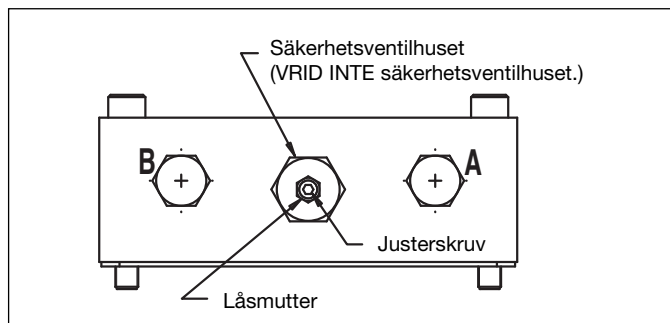 Säkerhetsventilhuset
(VRID INTE säkerhetsventilhuset.)
B
A
Justerskruv
Låsmutter